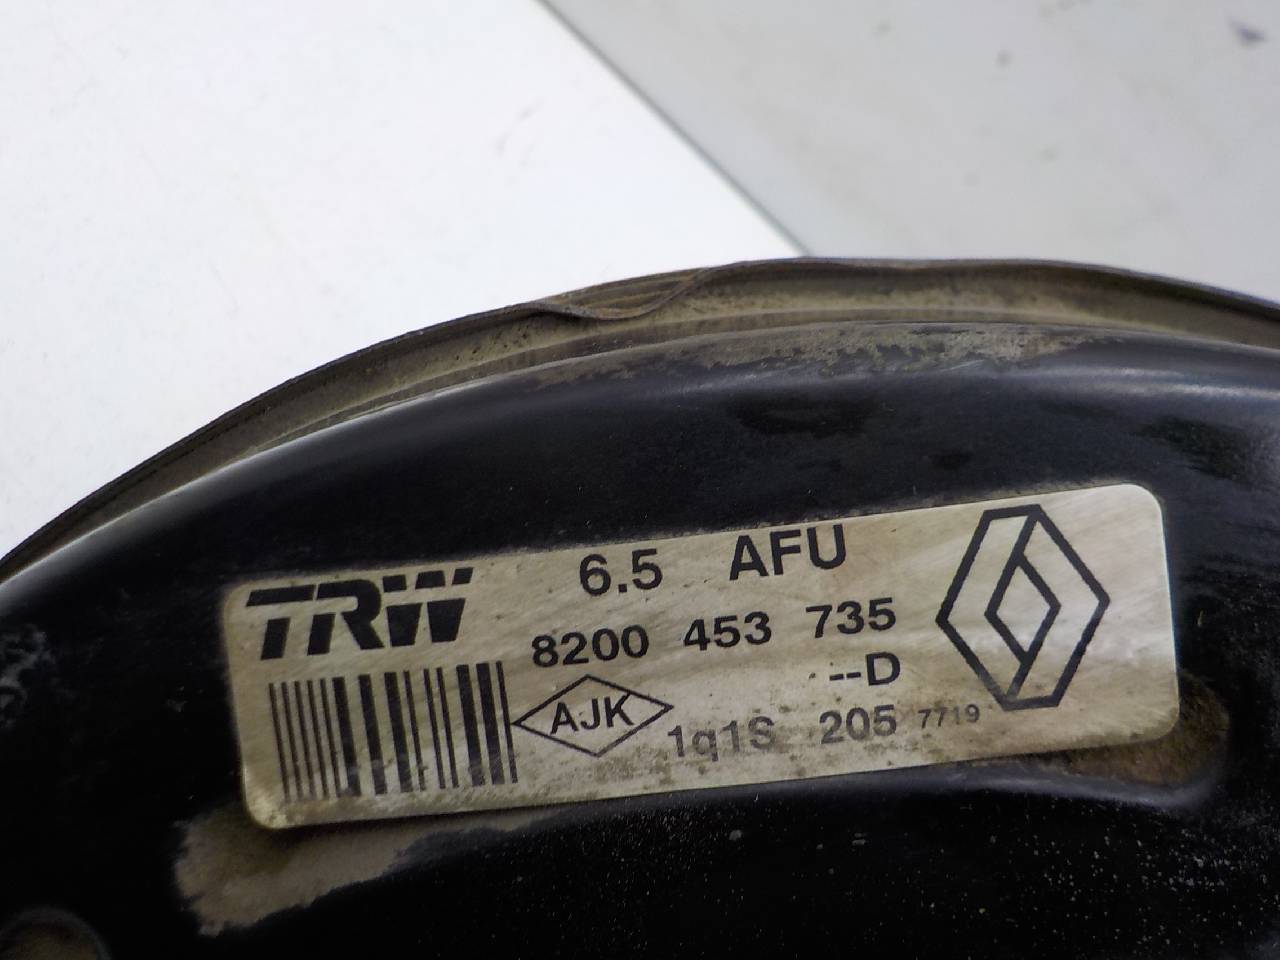 TRW 6.5 AFU
8200 453 735
--D
AJK 1q1S 205 7719